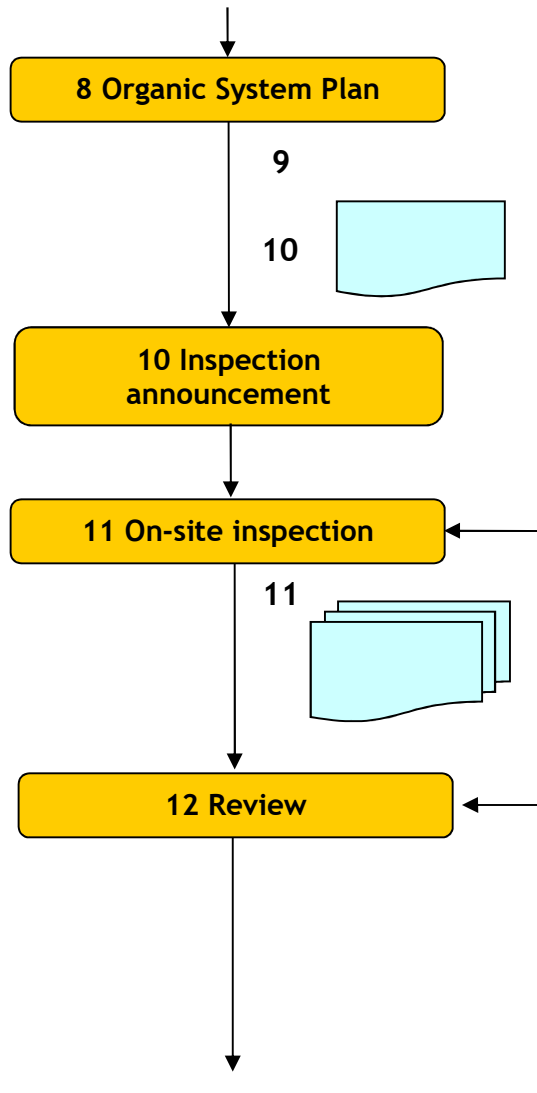 8 Organic System Plan
9
10
10 Inspection
announcement
11 On-site inspection
11
12 Review